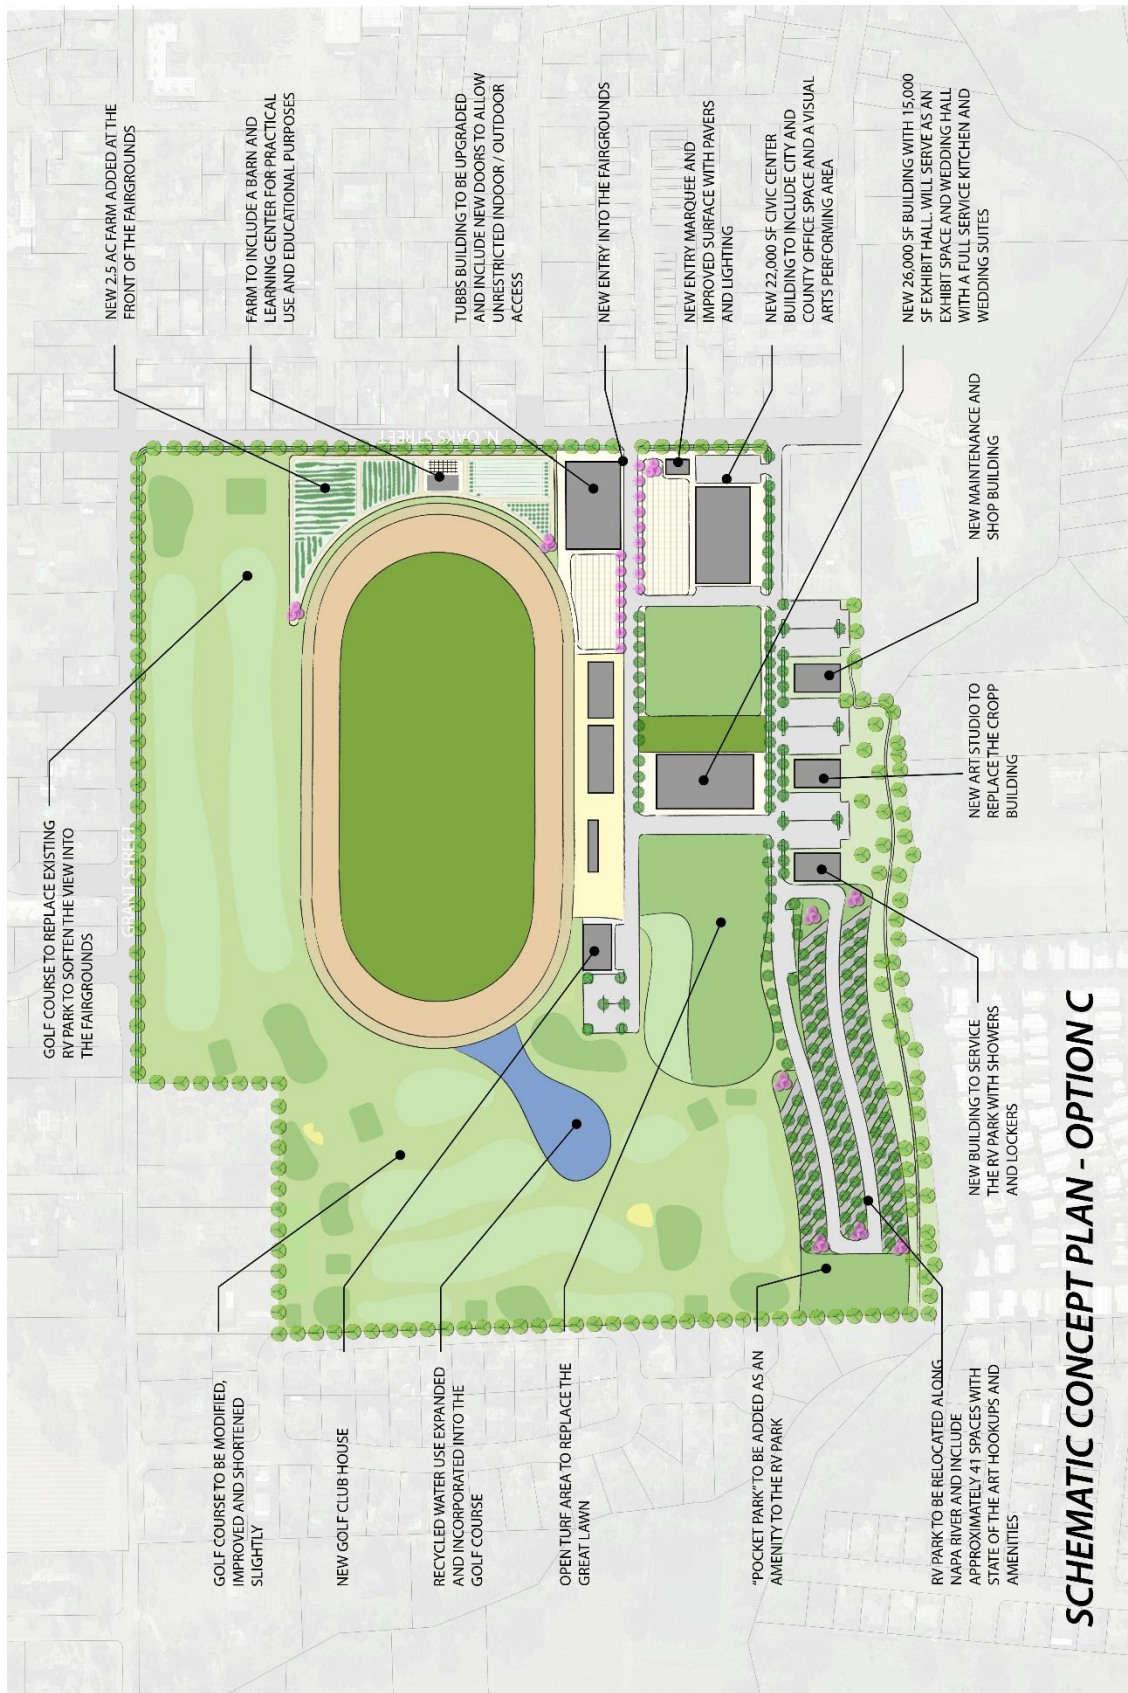 NEW 2.5 AC FARM ADDED AT THE
FRONT OF THE FAIRGROUNDS
FARM TO INCLUDE A BARN AND
LEARNING CENTER FOR PRACTICAL
USE AND EDUCATIONAL PURPOSES
TUBBS BUILDING TO BE UPGRADED
AND INCLUDE NEW DOORS TO ALLOW
UNRESTRICTED INDOOR / OUTDOOR
ACCESS
NEW ENTRY INTO THE FAIRGROUNDS
NEW ENTRY MARQUEE AND
IMPROVED SURFACE WITH PAVERS
AND LIGHTING
NEW 22,000 SF CIVIC CENTER
BUILDING TO INCLUDE CITY AND
COUNTY OFFICE SPACE AND A VISUAL
ARTS PERFORMING AREA
NEW 26,000 SF BUILDING WITH 15,000
SF EXHIBIT HALL WILL SERVE AS AN
EXHIBIT SPACE AND WEDDING HALL
WITH A FULL SERVICE KITCHEN AND
WEDDING SUITES
NEW MAINTENANCE AND
SHOP BUILDING
NEW ART STUDIO TO
REPLACE THE CROPP
BUILDING
NEW BUILDING TO SERVICE
THE RV PARK WITH SHOWERS
AND LOCKERS
GOLF COURSE TO REPLACE EXISTING
RV PARK TO SOFTEN THE VIEW INTO
THE FAIRGROUNDS
GRANT STREET
N. OAKS STREET
GOLF COURSE TO BE MODIFIED,
IMPROVED AND SHORTENED
SLIGHTLY
NEW GOLF CLUB HOUSE
RECYCLED WATER USE EXPANDED
AND INCORPORATED INTO THE
GOLF COURSE
OPEN TURF AREA TO REPLACE THE
GREAT LAWN
"POCKET PARK" TO BE ADDED AS AN
AMENITY TO THE RV PARK
RV PARK TO BE RELOCATED ALONG
NAPA RIVER AND INCLUDE
APPROXIMATELY 41 SPACES WITH
STATE OF THE ART HOOKUPS AND
AMENITIES
SCHEMATIC CONCEPT PLAN - OPTION C